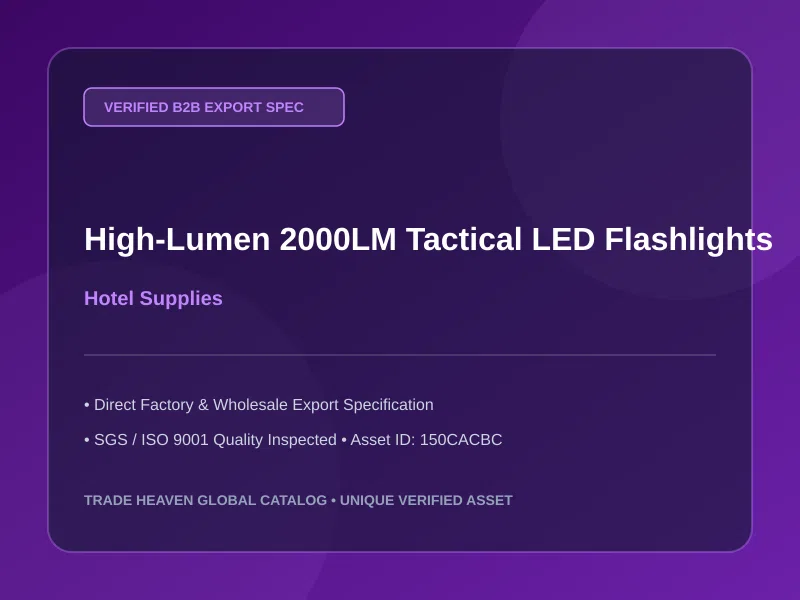 VERIFIED B2B EXPORT SPEC
High-Lumen 2000LM Tactical LED Flashlights
Hotel Supplies
• Direct Factory & Wholesale Export Specification
• SGS / ISO 9001 Quality Inspected • Asset ID: 150CACBC
TRADE HEAVEN GLOBAL CATALOG • UNIQUE VERIFIED ASSET